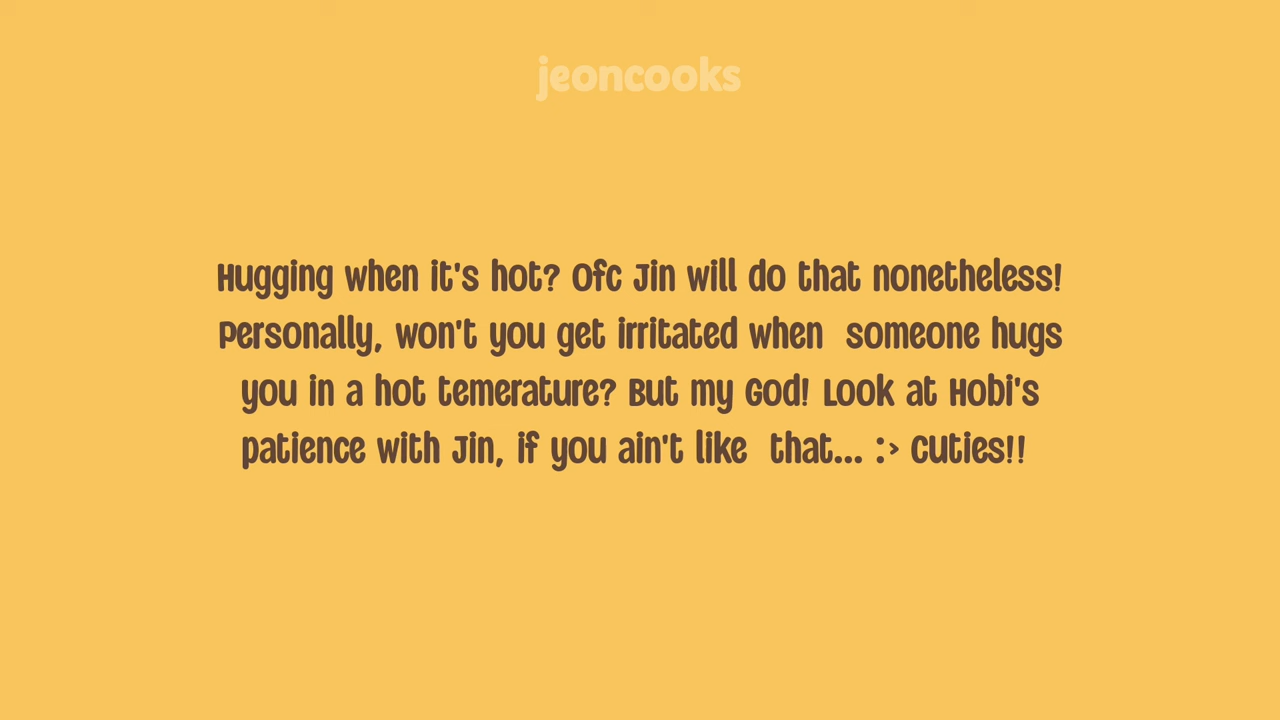 jeoncooks
Hugging when it's hot? Ofc Jin will do that nonetheless!
Personally, won't you get irritated when  someone hugs
you in a hot temerature? But my God! Look at Hobi's
patience with Jin, if you ain't like  that... :> Cuties!!